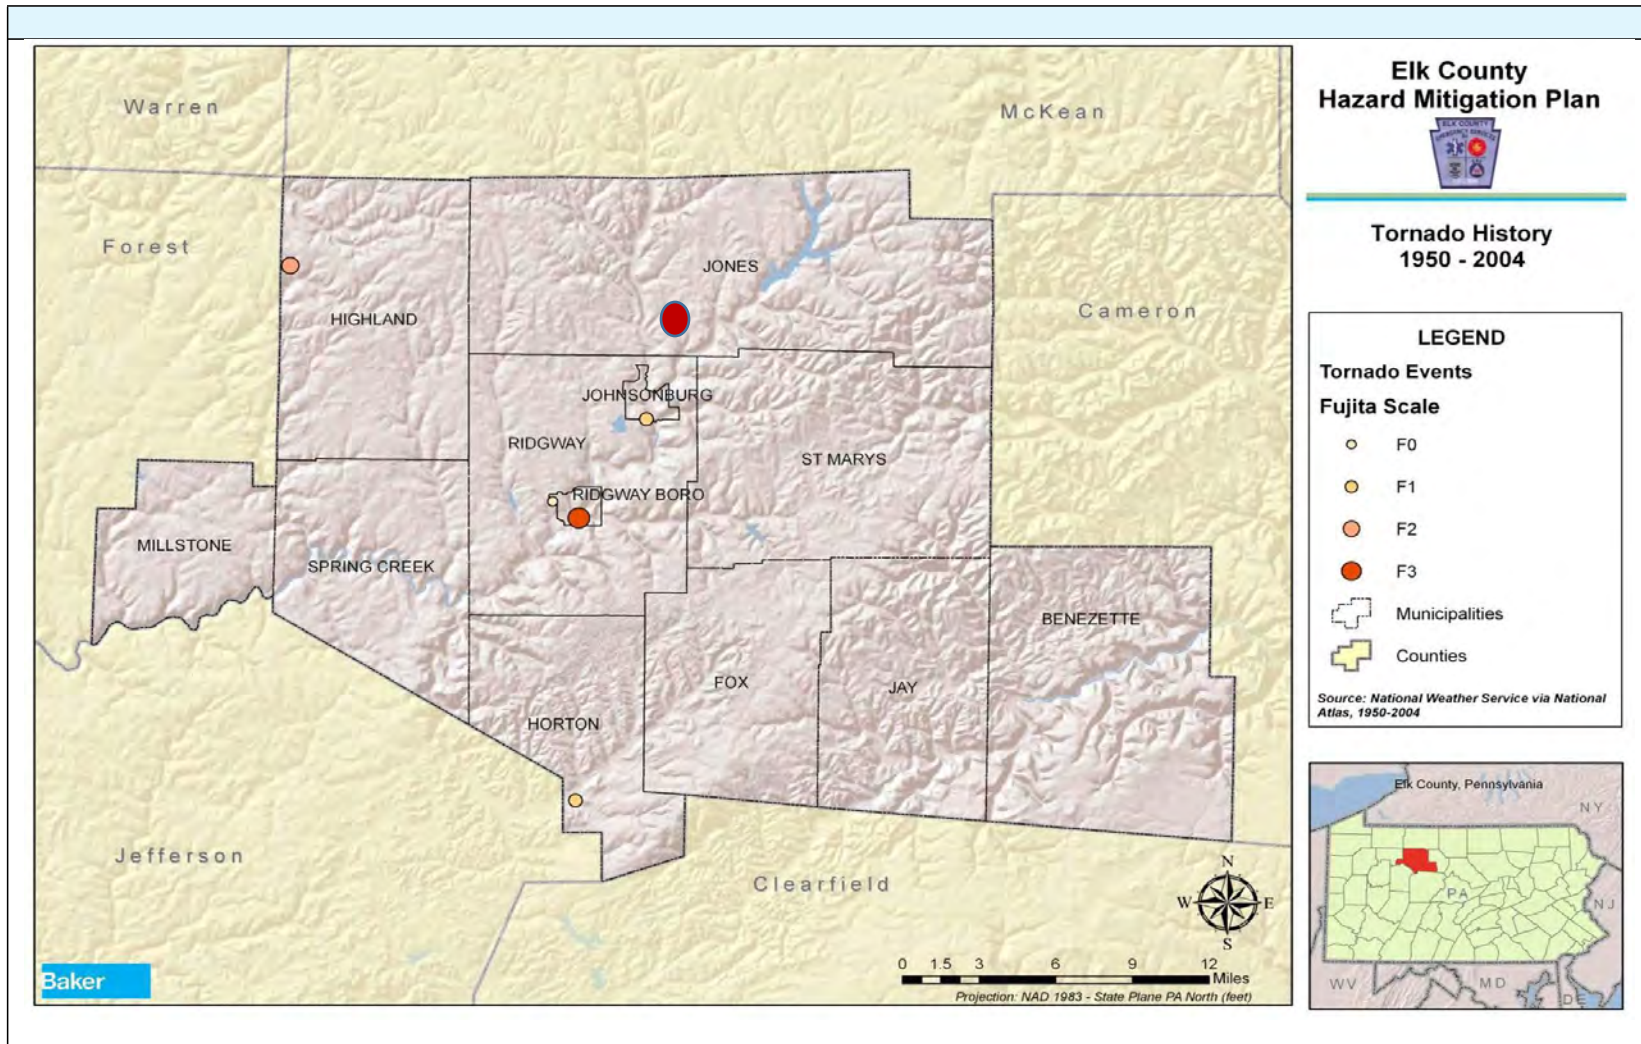 Elk County
Hazard Mitigation Plan
ELK COUNTY
EMERGENCY SERVICES
Tornado History
1950 - 2004
LEGEND
Tornado Events
Fujita Scale
F0
F1
F2
F3
Municipalities
Counties
Source: National Weather Service via National
Atlas, 1950-2004
Warren
McKean
Forest
JONES
HIGHLAND
Cameron
JOHNSONBURG
RIDGWAY
ST MARYS
RIDGWAY BORO
MILLSTONE
SPRING CREEK
BENEZETTE
FOX
JAY
HORTON
Jefferson
Clearfield
N
W E
S
0 1.5 3 6 9 12
Miles
Projection: NAD 1983 - State Plane PA North (feet)
Baker
Elk County, Pennsylvania
NY
PA
NJ
WV
MD
DE